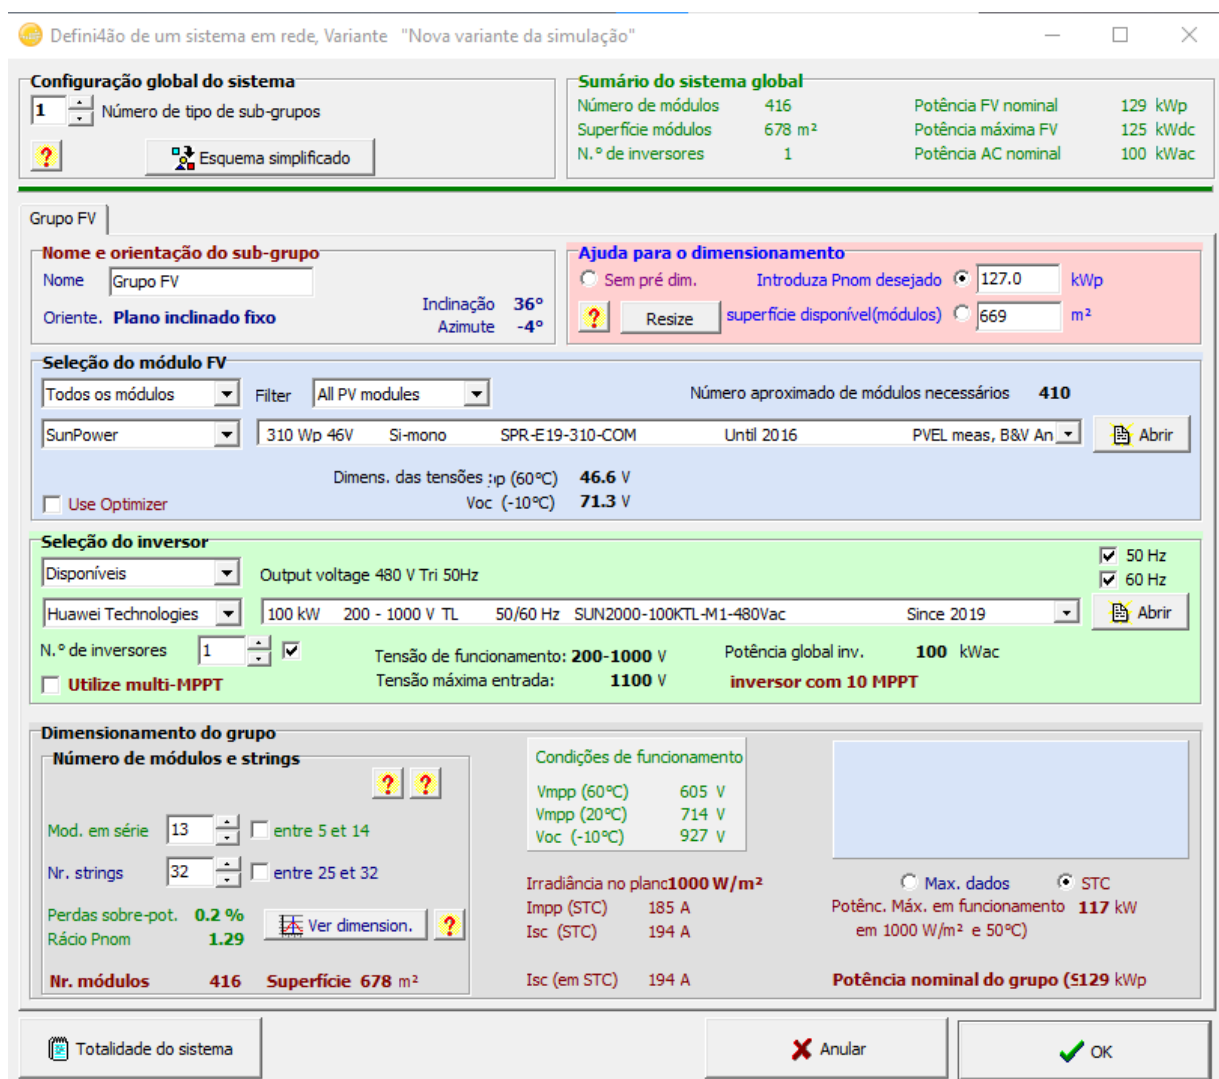 Defini4ão de um sistema em rede, Variante "Nova variante da simulação"
Configuração global do sistema
1 Número de tipo de sub-grupos
? Esquema simplificado
Sumário do sistema global
Número de módulos 416 Potência FV nominal 129 kWp
Superfície módulos 678 m² Potência máxima FV 125 kWdc
N.º de inversores 1 Potência AC nominal 100 kWac
Grupo FV
Nome e orientação do sub-grupo
Nome Grupo FV
Oriente. Plano inclinado fixo
Inclinação 36°
Azimute -4°
Ajuda para o dimensionamento
Sem pré dim. Introduza Pnom desejado 127.0 kWp
? Resize superfície disponível(módulos) 669 m²
Seleção do módulo FV
Todos os módulos Filter All PV modules Número aproximado de módulos necessários 410
SunPower 310 Wp 46V Si-mono SPR-E19-310-COM Until 2016 PVEL meas, B&V An Abrir
Dimens. das tensões :ıp (60°C) 46.6 V
Use Optimizer Voc (-10°C) 71.3 V
Seleção do inversor
Disponíveis Output voltage 480 V Tri 50Hz
50 Hz
60 Hz
Huawei Technologies 100 kW 200 - 1000 V TL 50/60 Hz SUN2000-100KTL-M1-480Vac Since 2019 Abrir
N.º de inversores 1 Tensão de funcionamento: 200-1000 V Potência global inv. 100 kWac
Utilize multi-MPPT Tensão máxima entrada: 1100 V inversor com 10 MPPT
Dimensionamento do grupo
Número de módulos e strings
? ?
Mod. em série 13 entre 5 et 14
Nr. strings 32 entre 25 et 32
Perdas sobre-pot. 0.2 %
Rácio Pnom 1.29
Ver dimension. ?
Nr. módulos 416 Superfície 678 m²
Condições de funcionamento
Vmpp (60°C) 605 V
Vmpp (20°C) 714 V
Voc (-10°C) 927 V
Irradiância no planc 1000 W/m²
Impp (STC) 185 A
Isc (STC) 194 A
Isc (em STC) 194 A
Max. dados STC
Potênc. Máx. em funcionamento 117 kW
em 1000 W/m² e 50°C)
Potência nominal do grupo (S 129 kWp
Totalidade do sistema Anular OK